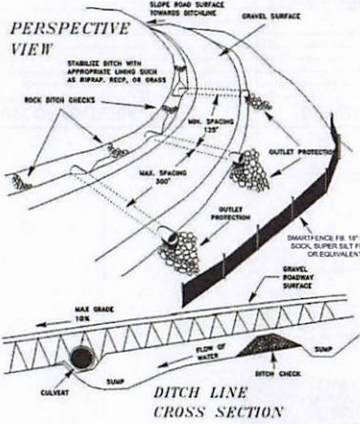 PERSPECTIVE
VIEW
SLOPE ROAD SURFACE
TOWARDS DITCHLINE
GRAVEL SURFACE
STABILIZE DITCH WITH
APPROPRIATE LINING SUCH
AS RIPRAP, RECP, OR GRASS
ROCK DITCH CHECKS
MIN. SPACING
125'
OUTLET PROTECTION
MAX. SPACING
300'
OUTLET
PROTECTION
SMARTFENCE FB, 18"
SOCK, SUPER SILT F
OR EQUIVALENT
GRAVEL
ROADWAY
SURFACE
MAX GRADE
10%
FLOW OF
WATER
SUMP
CULVERT
SUMP
DITCH CHECK
DITCH LINE
CROSS SECTION